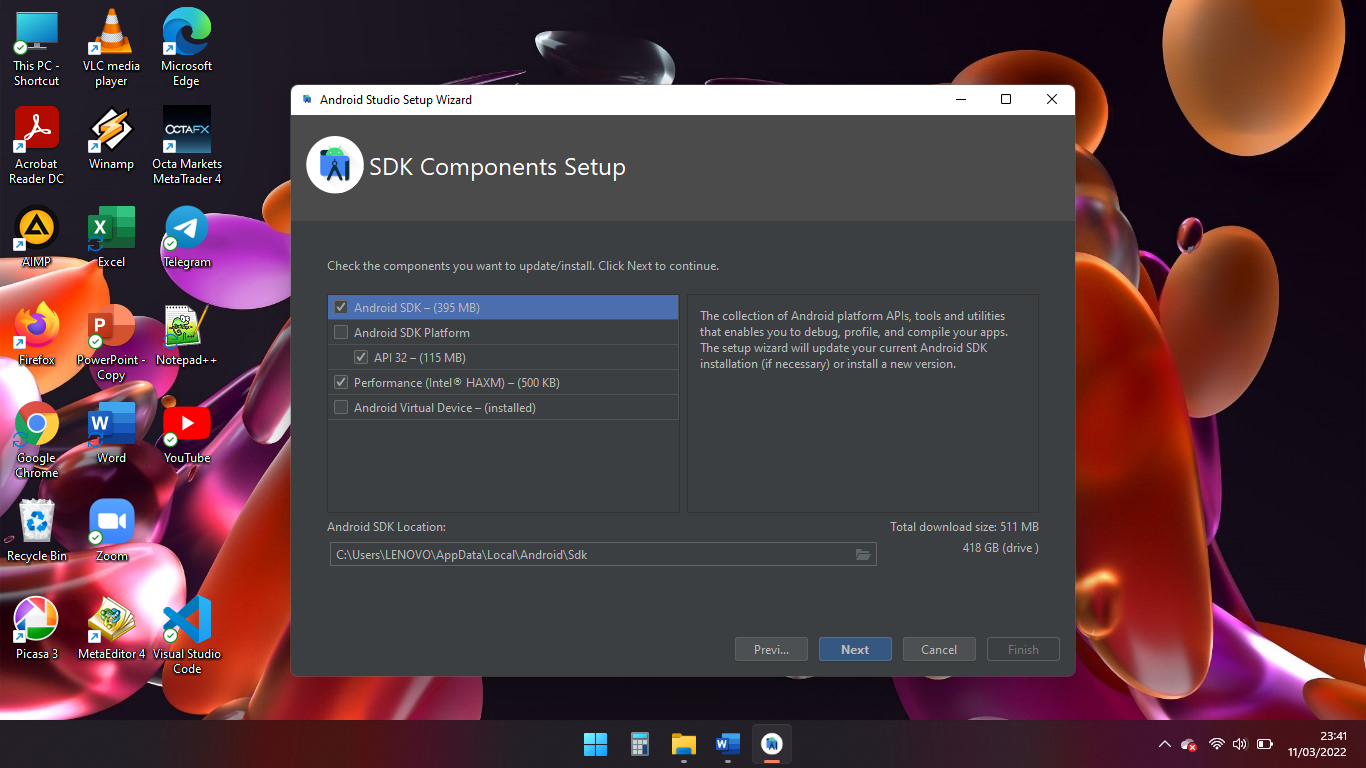 This PC -
Shortcut
VLC media
player
Microsoft
Edge
Acrobat
Reader DC
Winamp
OCTAFX
Octa Markets
MetaTrader 4
AIMP
Excel
Telegram
Firefox
PowerPoint -
Copy
Notepad++
Google
Chrome
Word
YouTube
Recycle Bin
Zoom
Picasa 3
MetaEditor 4
Visual Studio
Code
Android Studio Setup Wizard
SDK Components Setup
Check the components you want to update/install. Click Next to continue.
Android SDK – (395 MB)
Android SDK Platform
API 32 – (115 MB)
Performance (Intel® HAXM) – (500 KB)
Android Virtual Device – (installed)
The collection of Android platform APIs, tools and utilities
that enables you to debug, profile, and compile your apps.
The setup wizard will update your current Android SDK
installation (if necessary) or install a new version.
Android SDK Location:
Total download size: 511 MB
C:\Users\LENOVO\AppData\Local\Android\Sdk
418 GB (drive )
Previ...
Next
Cancel
Finish
23:41
11/03/2022